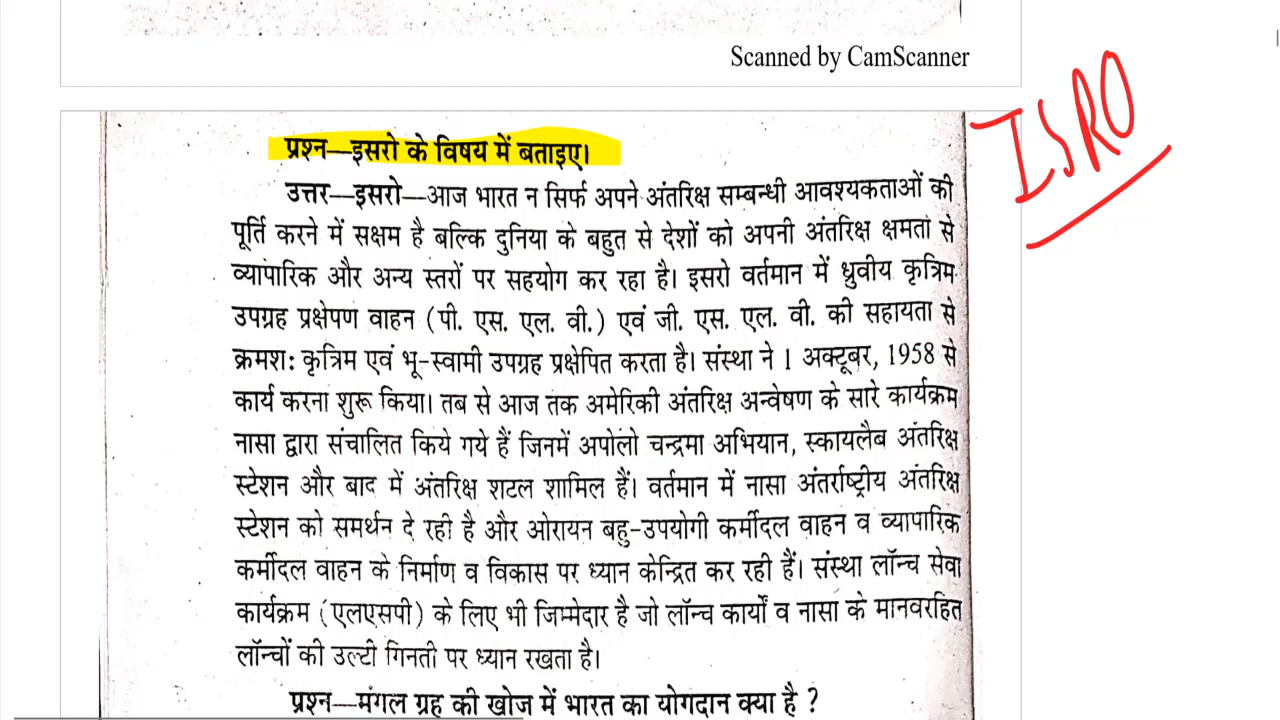 Scanned by CamScanner
ISRO
प्रश्न—इसरो के विषय में बताइए।
उत्तर—इसरो—आज भारत न सिर्फ अपने अंतरिक्ष सम्बन्धी आवश्यकताओं की
पूर्ति करने में सक्षम है बल्कि दुनिया के बहुत से देशों को अपनी अंतरिक्ष क्षमता से
व्यापारिक और अन्य स्तरों पर सहयोग कर रहा है। इसरो वर्तमान में ध्रुवीय कृत्रिम
उपग्रह प्रक्षेपण वाहन (पी. एस. एल. वी.) एवं जी. एस. एल. वी. की सहायता से
क्रमश: कृत्रिम एवं भू-स्वामी उपग्रह प्रक्षेपित करता है। संस्था ने 1 अक्टूबर, 1958 से
कार्य करना शुरू किया। तब से आज तक अमेरिकी अंतरिक्ष अन्वेषण के सारे कार्यक्रम
नासा द्वारा संचालित किये गये हैं जिनमें अपोलो चन्द्रमा अभियान, स्कायलैब अंतरिक्ष
स्टेशन और बाद में अंतरिक्ष शटल शामिल हैं। वर्तमान में नासा अंतर्राष्ट्रीय अंतरिक्ष
स्टेशन को समर्थन दे रही है और ओरायन बहु-उपयोगी कर्मीदल वाहन व व्यापारिक
कर्मीदल वाहन के निर्माण व विकास पर ध्यान केन्द्रित कर रही हैं। संस्था लॉन्च सेवा
कार्यक्रम (एलएसपी) के लिए भी जिम्मेदार है जो लॉन्च कार्यों व नासा के मानवरहित
लॉन्चों की उल्टी गिनती पर ध्यान रखता है।
प्रश्न—मंगल ग्रह की खोज में भारत का योगदान क्या है ?